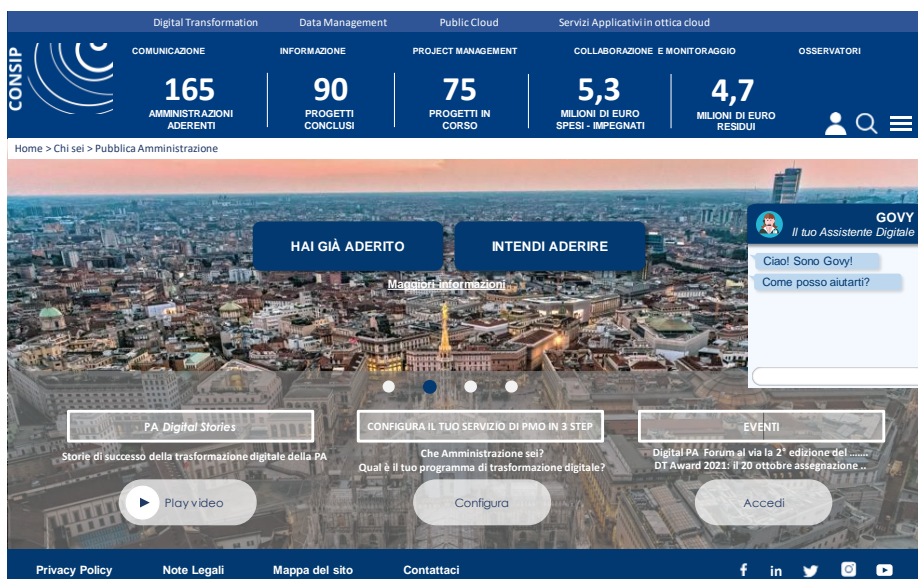 Digital Transformation Data Management Public Cloud Servizi Applicativi in ottica cloud
CONSIP
COMUNICAZIONE INFORMAZIONE PROJECT MANAGEMENT COLLABORAZIONE E MONITORAGGIO OSSERVATORI
165 90 75 5,3 4,7
AMMINISTRAZIONI PROGETTI PROGETTI IN MILIONI DI EURO MILIONI DI EURO
ADERENTI CONCLUSI CORSO SPESI - IMPEGNATI RESIDUI
Home > Chi sei > Pubblica Amministrazione
HAI GIÀ ADERITO INTENDI ADERIRE
Maggiori informazioni
GOVY
Il tuo Assistente Digitale
Ciao! Sono Govy!
Come posso aiutarti?
PA Digital Stories
Storie di successo della trasformazione digitale della PA
Play video
CONFIGURA IL TUO SERVIZIO DI PMO IN 3 STEP
Che Amministrazione sei?
Qual è il tuo programma di trasformazione digitale?
Configura
EVENTI
Digital PA Forum al via la 2° edizione del .......
DT Award 2021: il 20 ottobre assegnazione ..
Accedi
Privacy Policy Note Legali Mappa del sito Contattaci